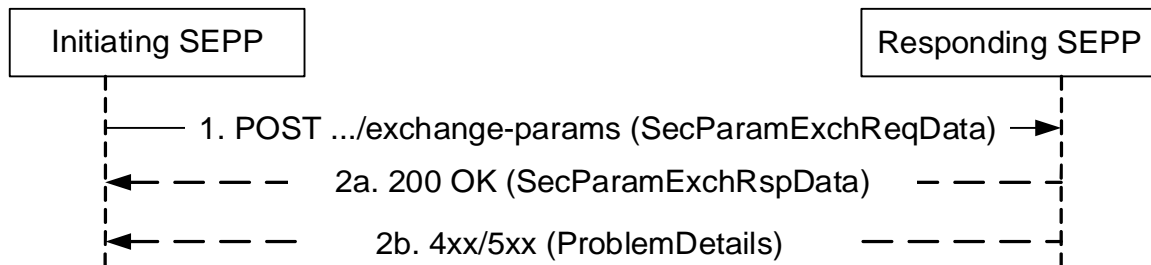 Initiating SEPP
Responding SEPP
1. POST .../exchange-params (SecParamExchReqData)
2a. 200 OK (SecParamExchRspData)
2b. 4xx/5xx (ProblemDetails)